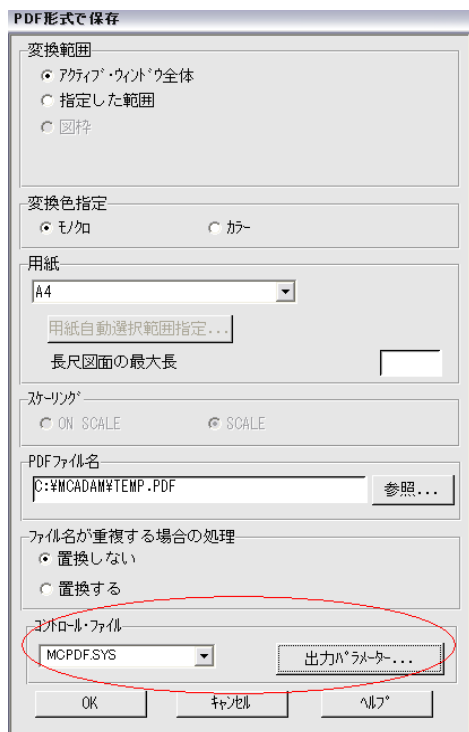 PDF形式で保存
変換範囲
アクティブ・ウィンドウ全体
指定した範囲
図枠
変換色指定
モノクロ カラー
用紙
A4
用紙自動選択範囲指定...
長尺図面の最大長
スケーリング
ON SCALE SCALE
PDFファイル名
C:¥MCADAM¥TEMP.PDF 参照...
ファイル名が重複する場合の処理
置換しない
置換する
コントロール・ファイル
MCPDF.SYS 出力パラメーター...
OK キャンセル ヘルプ